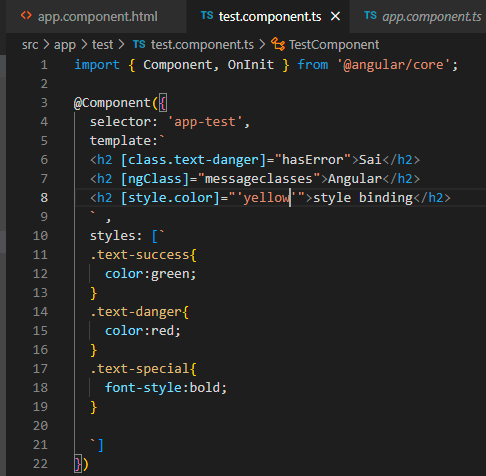 app.component.html
TS test.component.ts ×
TS app.component.ts
src > app > test > TS test.component.ts > TestComponent
1 import { Component, OnInit } from '@angular/core';
2
3 @Component({
4 selector: 'app-test',
5 template:`
6 <h2 [class.text-danger]="hasError">Sai</h2>
7 <h2 [ngClass]="messageclasses">Angular</h2>
8 <h2 [style.color]="'yellow'">style binding</h2>
9 ` ,
10 styles: [`
11 .text-success{
12 color:green;
13 }
14 .text-danger{
15 color:red;
16 }
17 .text-special{
18 font-style:bold;
19 }
20
21 `]
22 })